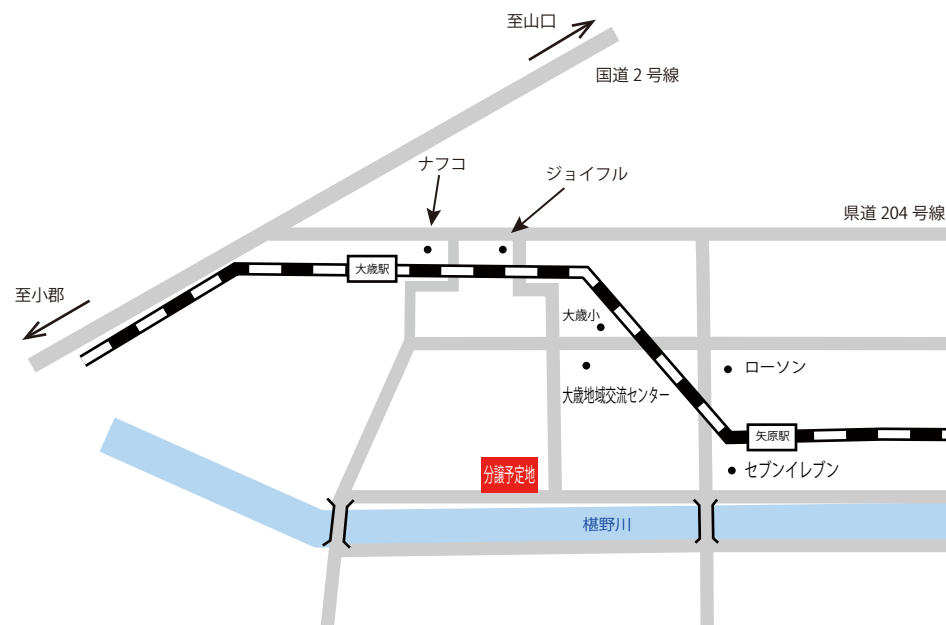 至山口
国道 2 号線
ナフコ
ジョイフル
県道 204 号線
大歳駅
至小郡
大歳小
ローソン
大歳地域交流センター
矢原駅
分譲予定地
セブンイレブン
椹野川